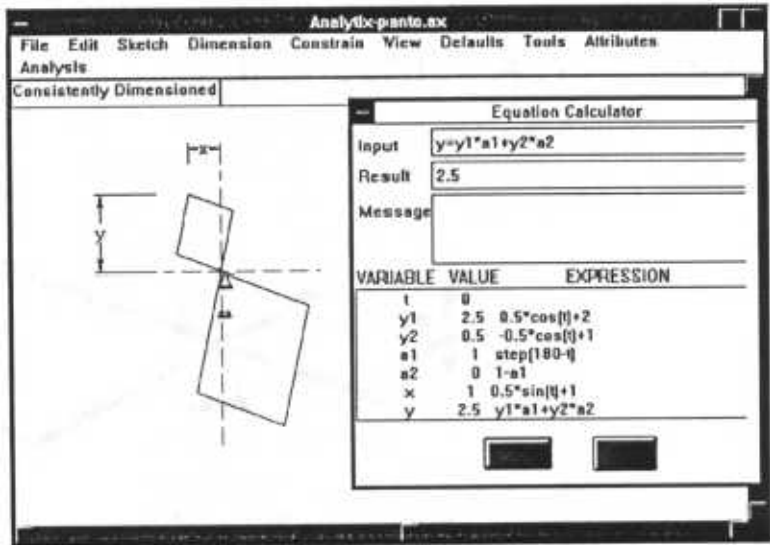 Analytix-panto.ax
File Edit Sketch Dimension Constrain View Defaults Tools Attributes
Analysis
Consistently Dimensioned
x
y
Equation Calculator
Input y=y1*a1+y2*a2
Result 2.5
Message
VARIABLE VALUE EXPRESSION
t 0
y1 2.5 0.5*cos(t)+2
y2 0.5 -0.5*cos(t)+1
a1 1 step(180-t)
a2 0 1-a1
x 1 0.5*sin(t)+1
y 2.5 y1*a1+y2*a2